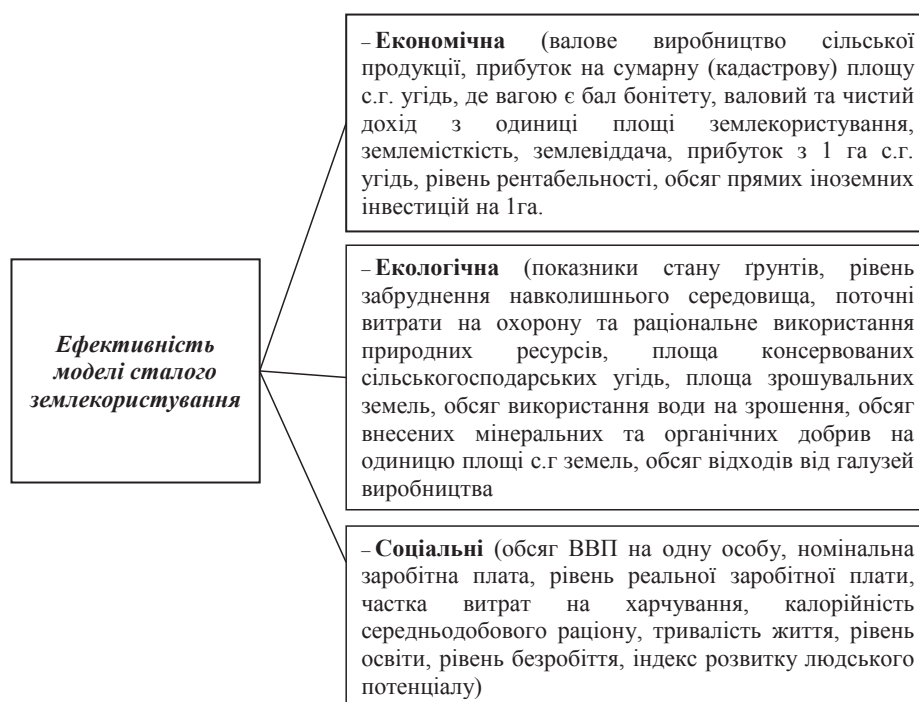 – Економічна (валове виробництво сільської
продукції, прибуток на сумарну (кадастрову) площу
с.г. угідь, де вагою є бал бонітету, валовий та чистий
дохід з одиниці площі землекористування,
землемісткість, землевіддача, прибуток з 1 га с.г.
угідь, рівень рентабельності, обсяг прямих іноземних
інвестицій на 1га.
Ефективність
моделі сталого
землекористування
– Екологічна (показники стану ґрунтів, рівень
забруднення навколишнього середовища, поточні
витрати на охорону та раціональне використання
природних ресурсів, площа консервованих
сільськогосподарських угідь, площа зрошувальних
земель, обсяг використання води на зрошення, обсяг
внесених мінеральних та органічних добрив на
одиницю площі с.г земель, обсяг відходів від галузей
виробництва
– Соціальні (обсяг ВВП на одну особу, номінальна
заробітна плата, рівень реальної заробітної плати,
частка витрат на харчування, калорійність
середньодобового раціону, тривалість життя, рівень
освіти, рівень безробіття, індекс розвитку людського
потенціалу)